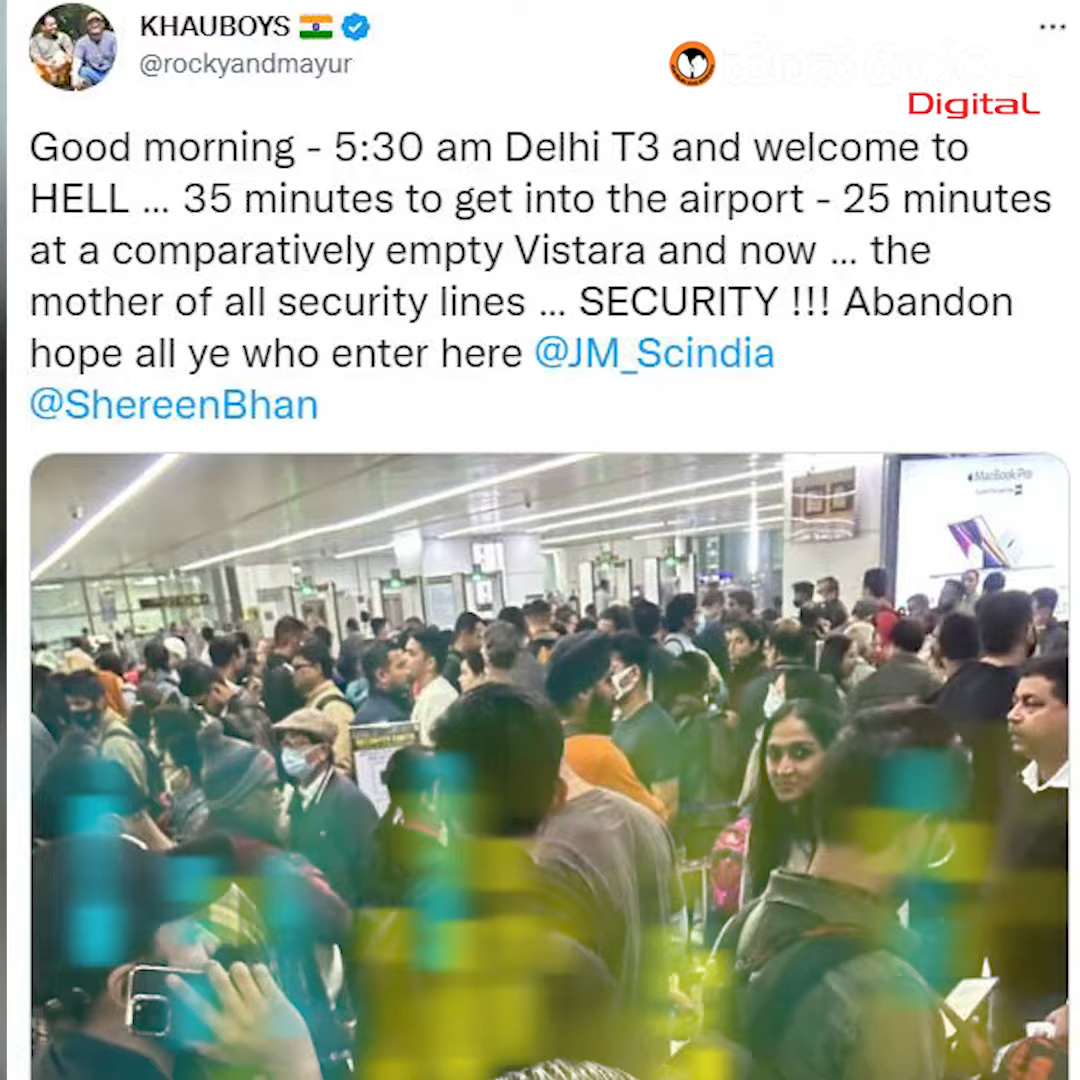 KHAUBOYS
@rockyandmayur
Digital
Good morning - 5:30 am Delhi T3 and welcome to
HELL ... 35 minutes to get into the airport - 25 minutes
at a comparatively empty Vistara and now ... the
mother of all security lines ... SECURITY !!! Abandon
hope all ye who enter here @JM_Scindia
@ShereenBhan
MacBook Pro